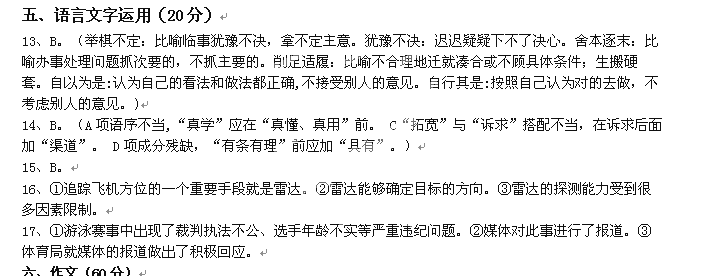 五、语言文字运用（20分）
13、B。（举棋不定：比喻临事犹豫不决，拿不定主意。犹豫不决：迟迟疑疑下不了决心。舍本逐末：比
喻办事处理问题抓次要的，不抓主要的。削足适履：比喻不合理地迁就凑合或不顾具体条件；生搬硬
套。自以为是:认为自己的看法和做法都正确,不接受别人的意见。自行其是:按照自己认为对的去做，不
考虑别人的意见。)
14、B。（A项语序不当,“真学”应在“真懂、真用”前。 C“拓宽”与“诉求”搭配不当，在诉求后面
加“渠道”。 D项成分残缺，“有条有理”前应加“具有”。）
15、B。
16、①追踪飞机方位的一个重要手段就是雷达。②雷达能够确定目标的方向。③雷达的探测能力受到很
多因素限制。
17、①游泳赛事中出现了裁判执法不公、选手年龄不实等严重违纪问题。②媒体对此事进行了报道。③
体育局就媒体的报道做出了积极回应。
六、作文（60分）